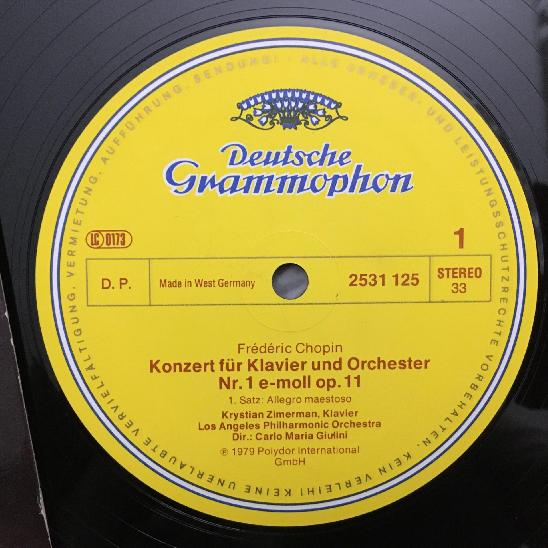 ALLE URHEBER- UND LEISTUNGSSCHUTZRECHTE VORBEHALTEN. KEIN VERLEIH! KEINE UNERLAUBTE VERVIELFÄLTIGUNG, VERMIETUNG, AUFFÜHRUNG, SENDUNG!
Deutsche
Grammophon
LC 0173
1
D. P.
Made in West Germany
2531 125
STEREO
33
Frédéric Chopin
Konzert für Klavier und Orchester
Nr. 1 e-moll op. 11
1. Satz: Allegro maestoso
Krystian Zimerman, Klavier
Los Angeles Philharmonic Orchestra
Dir.: Carlo Maria Giulini
℗ 1979 Polydor International
GmbH